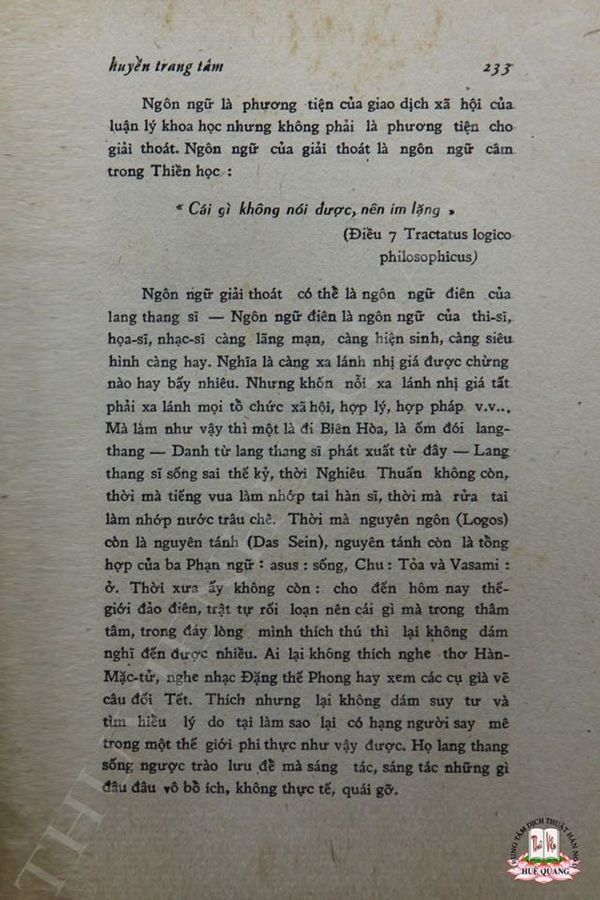 huyền trang tâm 233
Ngôn ngữ là phương tiện của giao dịch xã hội của
luận lý khoa học nhưng không phải là phương tiện cho
giải thoát. Ngôn ngữ của giải thoát là ngôn ngữ câm
trong Thiền học :
« Cái gì không nói được, nên im lặng »
(Điều 7 Tractatus logico
philosophicus)
Ngôn ngữ giải thoát có thể là ngôn ngữ điên của
lang thang sĩ — Ngôn ngữ điên là ngôn ngữ của thi-sĩ,
họa-sĩ, nhạc-sĩ càng lãng mạn, càng hiện sinh, càng siêu
hình càng hay. Nghĩa là càng xa lánh nhị giá được chừng
nào hay bấy nhiêu. Nhưng khốn nỗi xa lánh nhị giá tất
phải xa lánh mọi tổ chức xã hội, hợp lý, hợp pháp v.v...
Mà làm như vậy thì một là đi Biên Hòa, là ốm đói lang-
thang — Danh từ lang thang sĩ phát xuất từ đây — Lang
thang sĩ sống sai thế kỷ, thời Nghiêu Thuấn không còn,
thời mà tiếng vua làm nhớp tai hàn sĩ, thời mà rửa tai
làm nhớp nước trâu chê. Thời mà nguyên ngôn (Logos)
còn là nguyên tánh (Das Sein), nguyên tánh còn là tổng
hợp của ba Phạn ngữ : asus : sống, Chu : Tỏa và Vasami :
ở. Thời xưa ấy không còn : cho đến hôm nay thế-
giới đảo điên, trật tự rối loạn nên cái gì mà trong thâm
tâm, trong đáy lòng mình thích thú thì lại không dám
nghĩ đến được nhiều. Ai lại không thích nghe thơ Hàn-
Mặc-tử, nghe nhạc Đặng thế Phong hay xem các cụ già vẽ
câu đối Tết. Thích nhưng lại không dám suy tư và
tìm hiểu lý do tại làm sao lại có hạng người say mê
trong một thế giới phi thực như vậy được. Họ lang thang
sống ngược trào lưu để mà sáng tác, sáng tác những gì
đâu đâu vô bổ ích, không thực tế, quái gỡ.
TRUNG TÂM DỊCH THUẬT HÁN NÔM
HUỆ QUANG